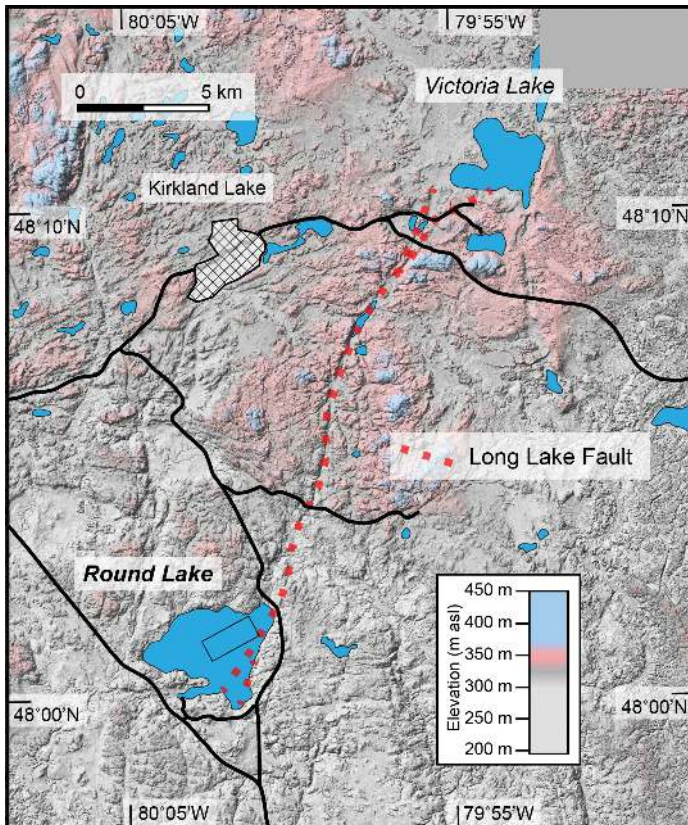 80°05'W
79°55'W
0
5 km
Victoria Lake
Kirkland Lake
48°10'N
48°10'N
Long Lake Fault
Round Lake
450 m
400 m
350 m
300 m
250 m
200 m
Elevation (m asl)
48°00'N
48°00'N
80°05'W
79°55'W